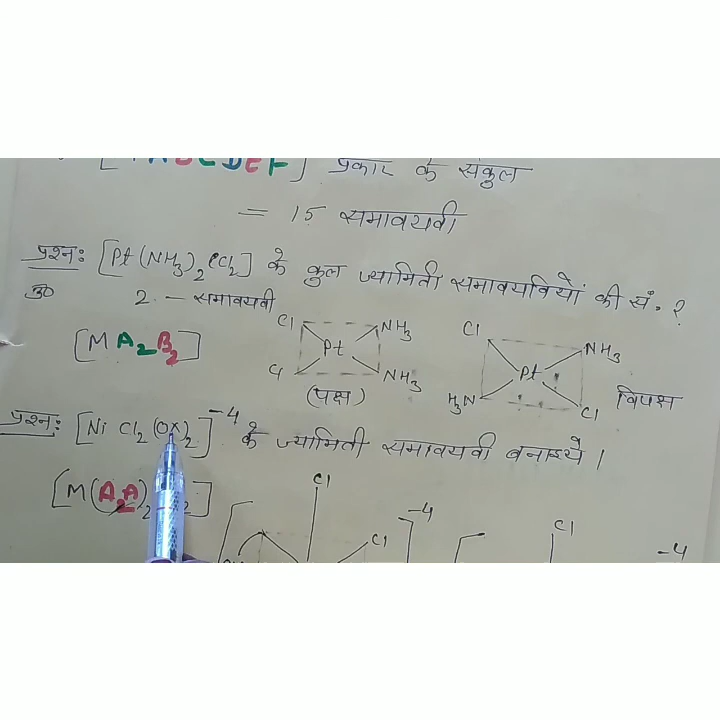 [MABCDEF] प्रकार के संकुल
= 15 समावयवी
प्रश्न: [Pt(NH3)2Cl2] के कुल ज्यामिती समावयवियों की सं. ?
उ० 2. - समावयवी
[MA2B2]
Cl NH3
Pt
Cl NH3
(पक्ष)
Cl NH3
Pt
H3N Cl
विपक्ष
प्रश्न: [Ni Cl2 (OX)2]-4 के ज्यामिती समावयवी बनाइये।
[M(AA)2
Cl
Cl
-4
Cl
-4